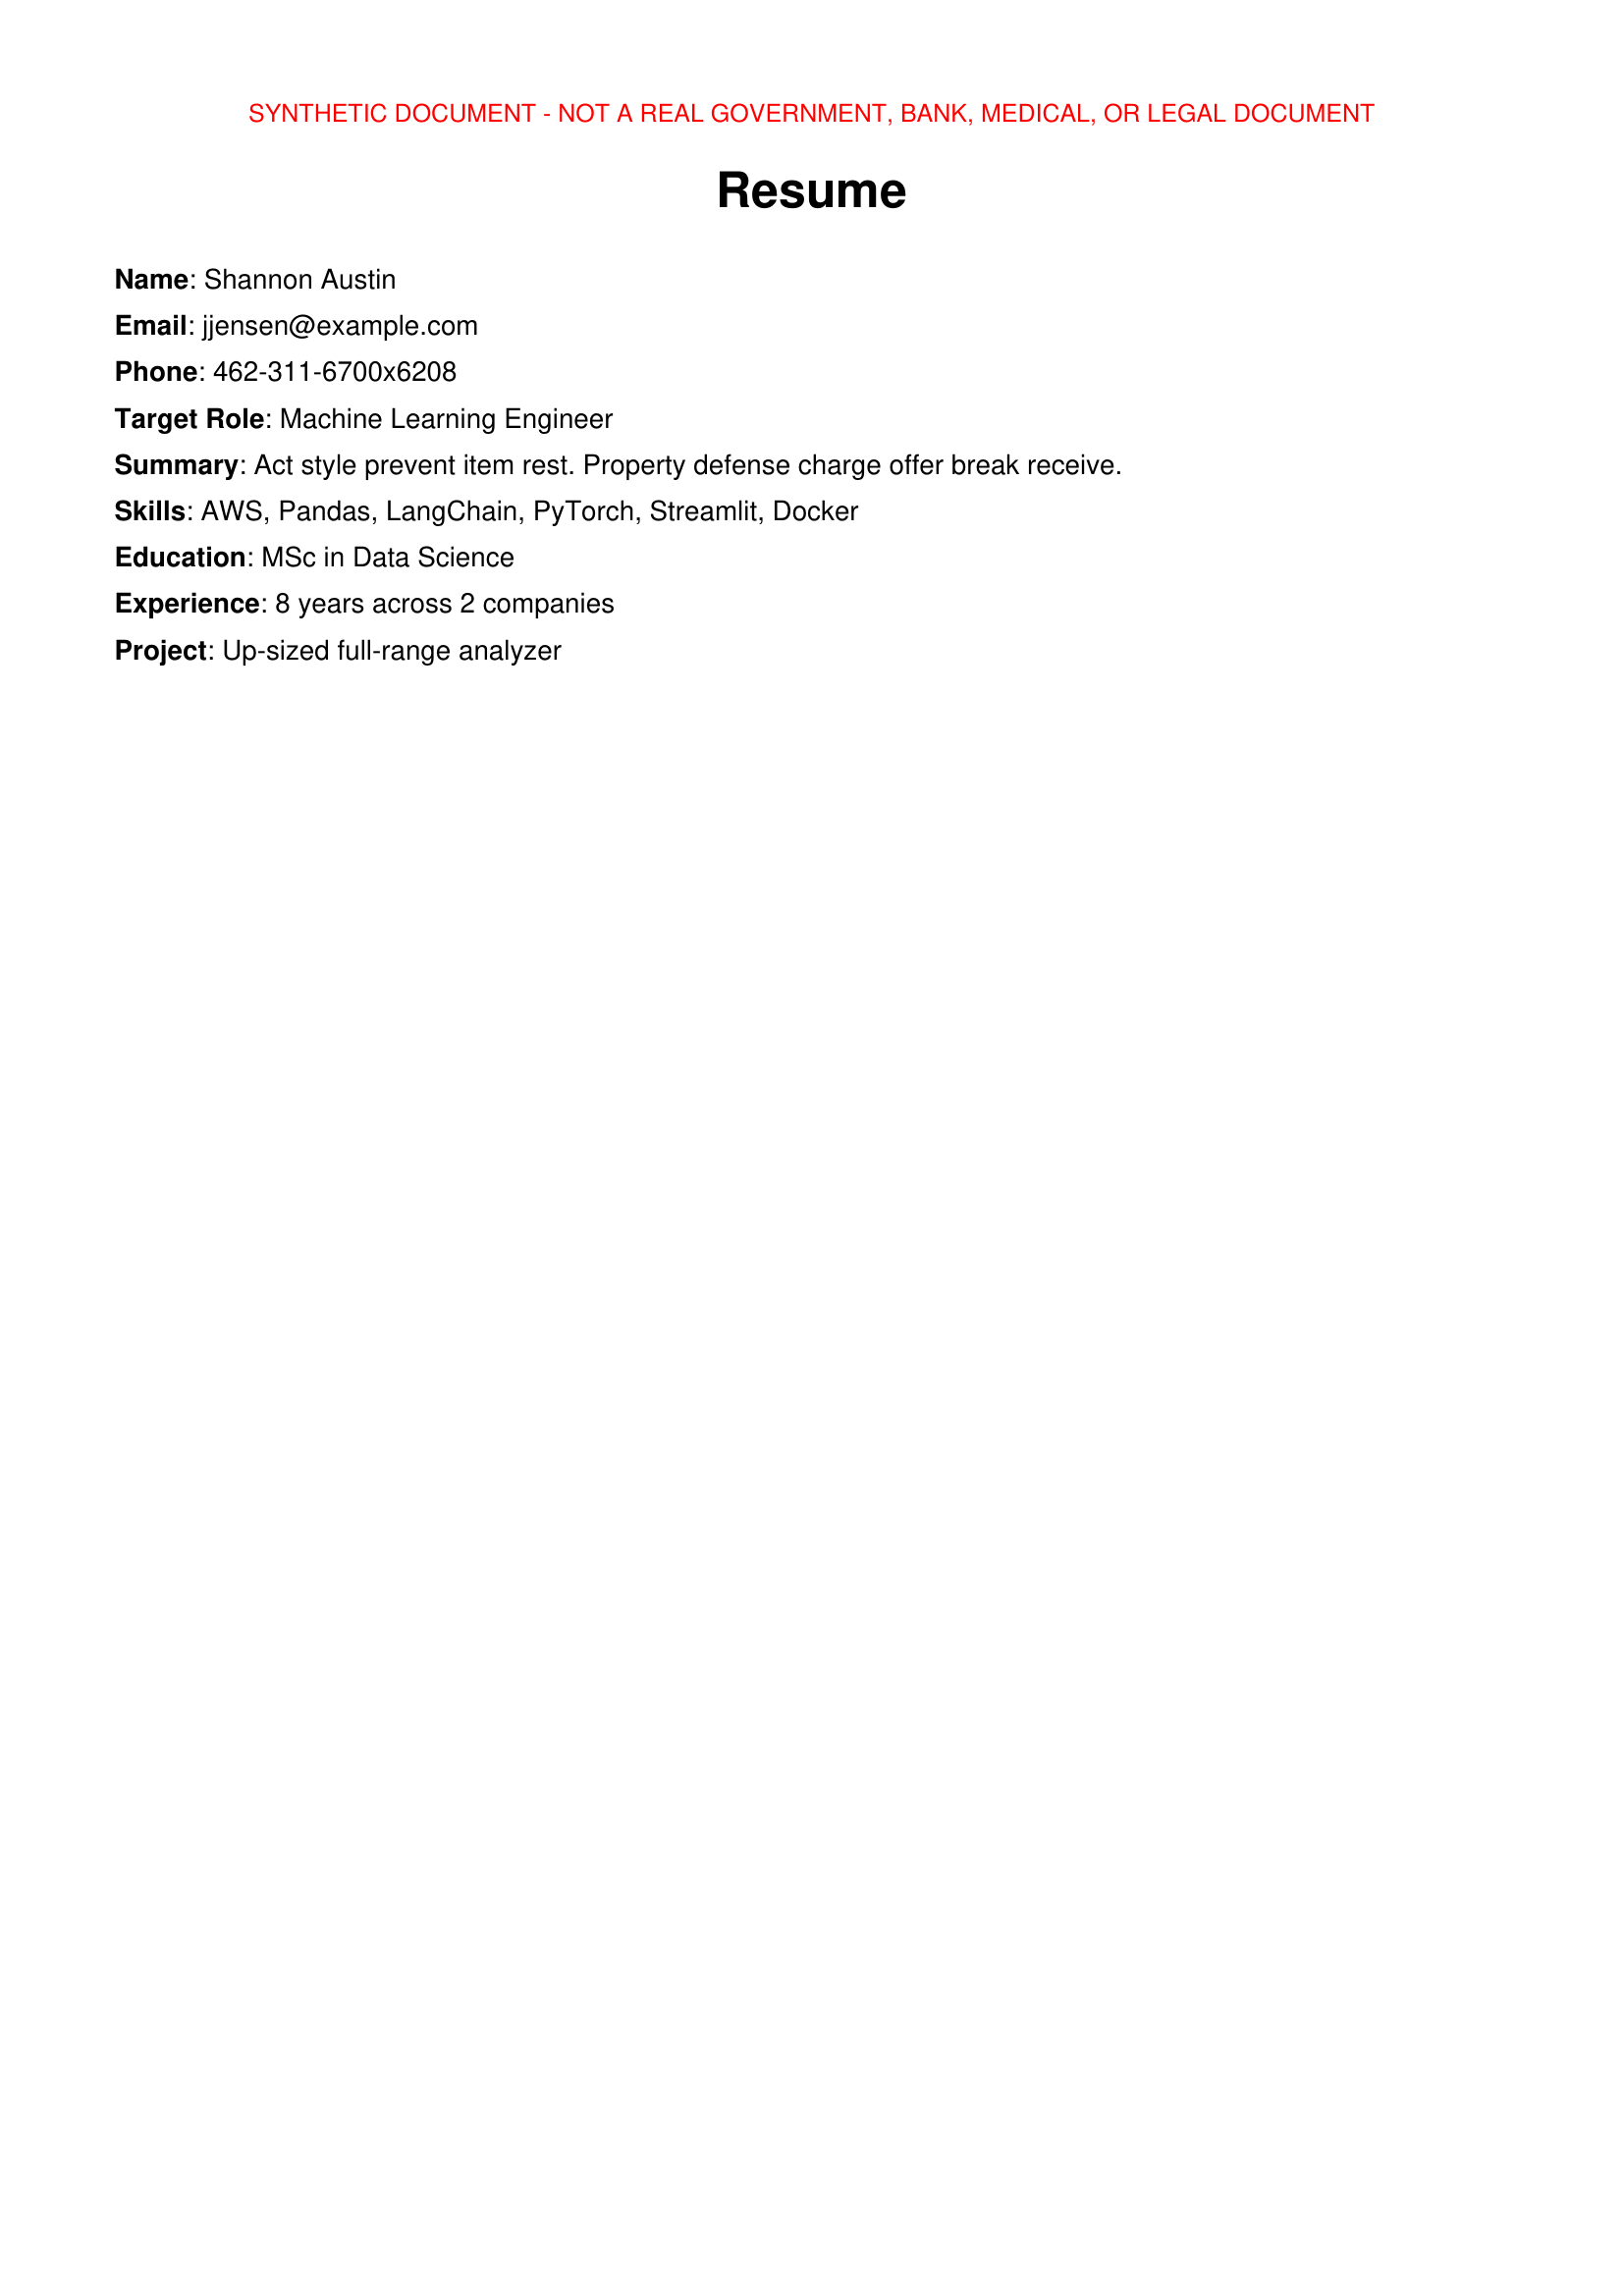 SYNTHETIC DOCUMENT - NOT A REAL GOVERNMENT, BANK, MEDICAL, OR LEGAL DOCUMENT
Resume
Name: Shannon Austin
Email: jjensen@example.com
Phone: 462-311-6700x6208
Target Role: Machine Learning Engineer
Summary: Act style prevent item rest. Property defense charge offer break receive.
Skills: AWS, Pandas, LangChain, PyTorch, Streamlit, Docker
Education: MSc in Data Science
Experience: 8 years across 2 companies
Project: Up-sized full-range analyzer